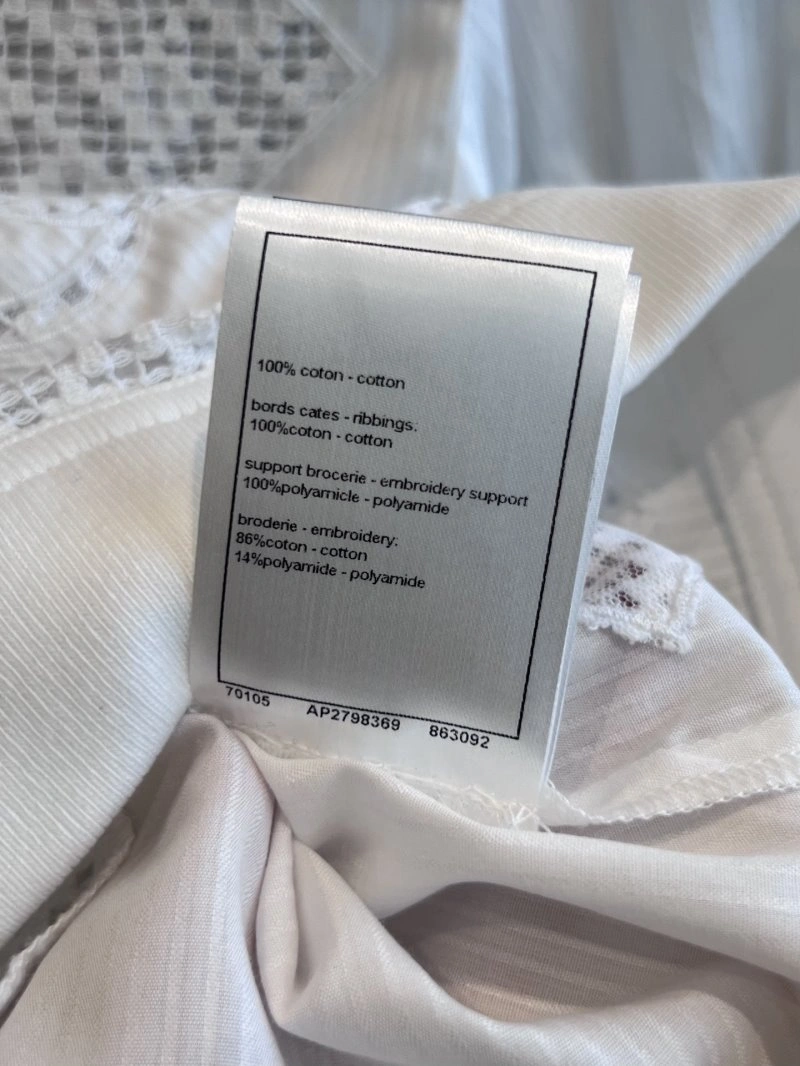 100% coton - cotton
bords cates - ribbings:
100%coton - cotton
support brocerie - embroidery support
100%polyamicle - polyamide
broderie - embroidery:
86%coton - cotton
14%polyamide - polyamide
70105 AP2798369 863092